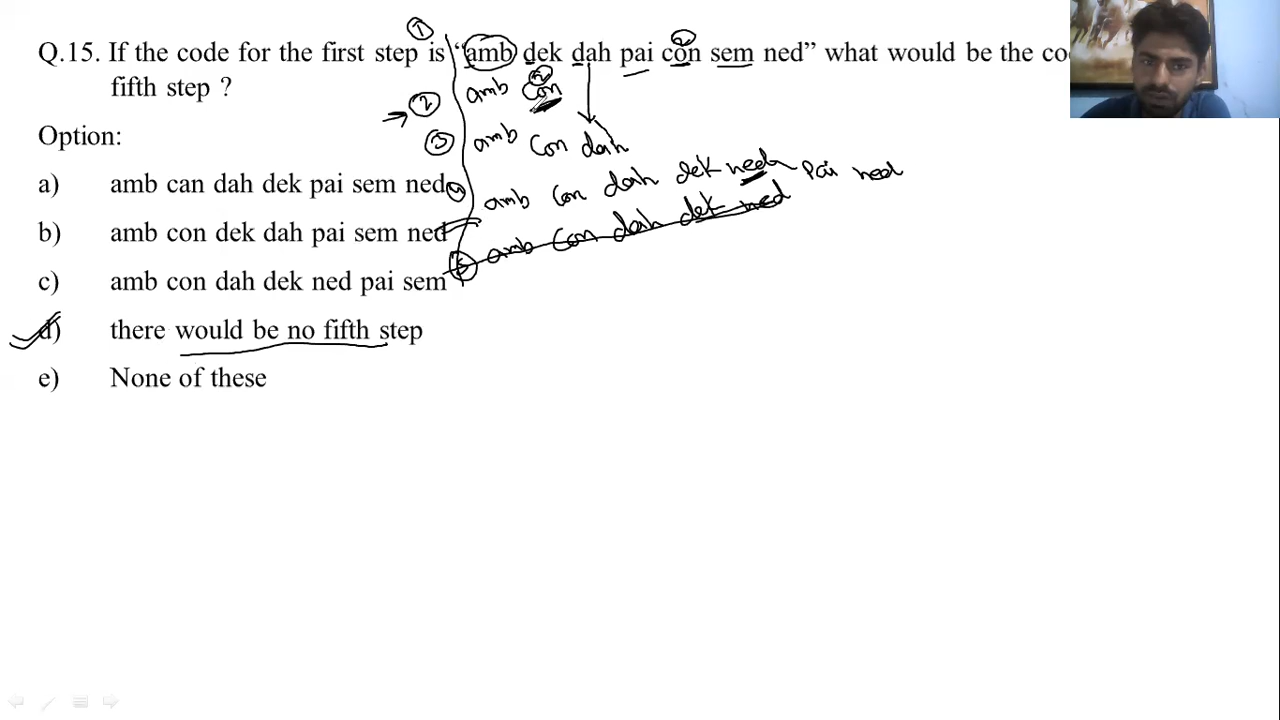 ①
Q.15. If the code for the first step is "amb dek dah pai con sem ned" what would be the co
②
fifth step ?
② amb con
②
Option:
③ amb con dah
a) amb can dah dek pai sem ned
④ amb con dah dek ned pai ned
b) amb con dek dah pai sem ned
⑤ amb con dah dek ned
c) amb con dah dek ned pai sem
d) there would be no fifth step
e) None of these